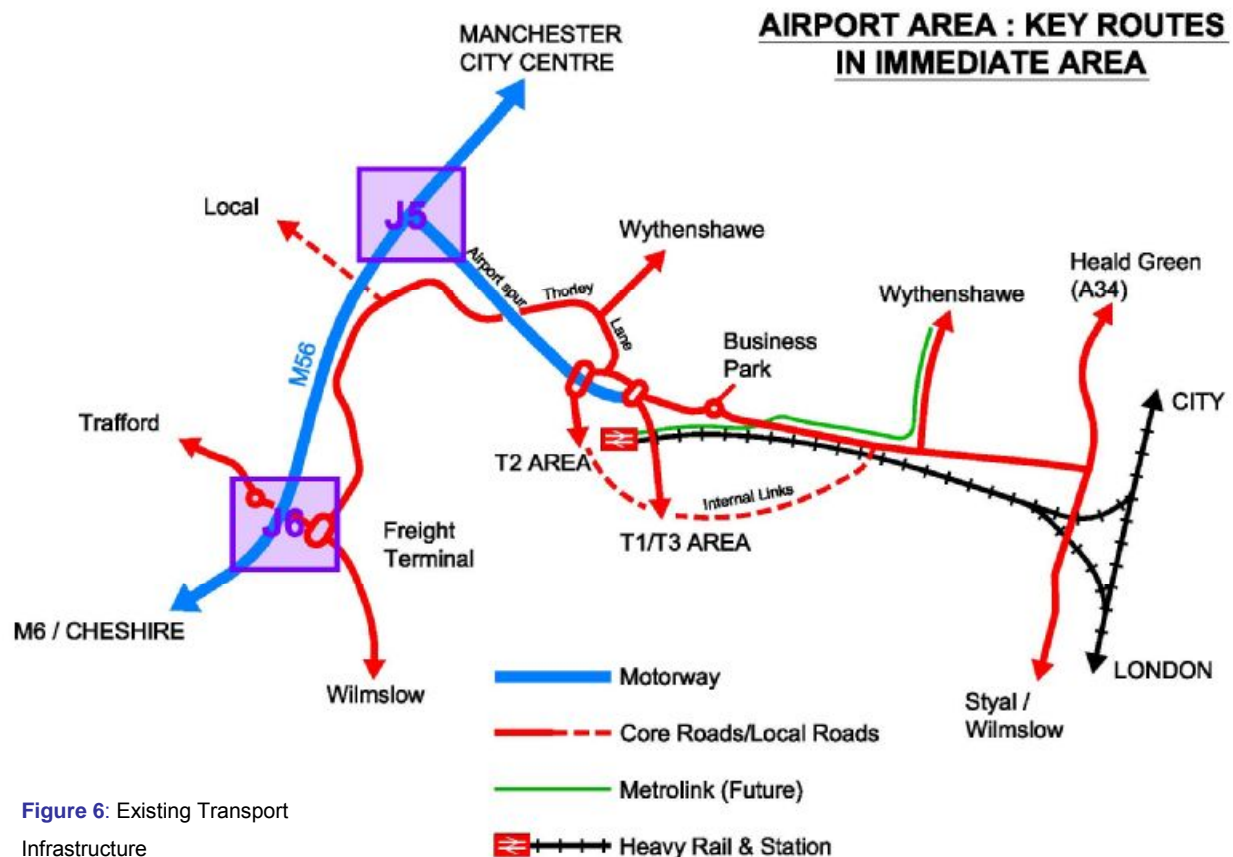 AIRPORT AREA : KEY ROUTES
IN IMMEDIATE AREA
MANCHESTER
CITY CENTRE
J5
Local
Airport spur
Thorley
Lane
Wythenshawe
Wythenshawe
Heald Green
(A34)
Business
Park
M56
CITY
Trafford
T2 AREA
Internal Links
T1/T3 AREA
J6
Freight
Terminal
M6 / CHESHIRE
Wilmslow
LONDON
Styal /
Wilmslow
Motorway
Core Roads/Local Roads
Metrolink (Future)
Heavy Rail & Station
Figure 6: Existing Transport
Infrastructure